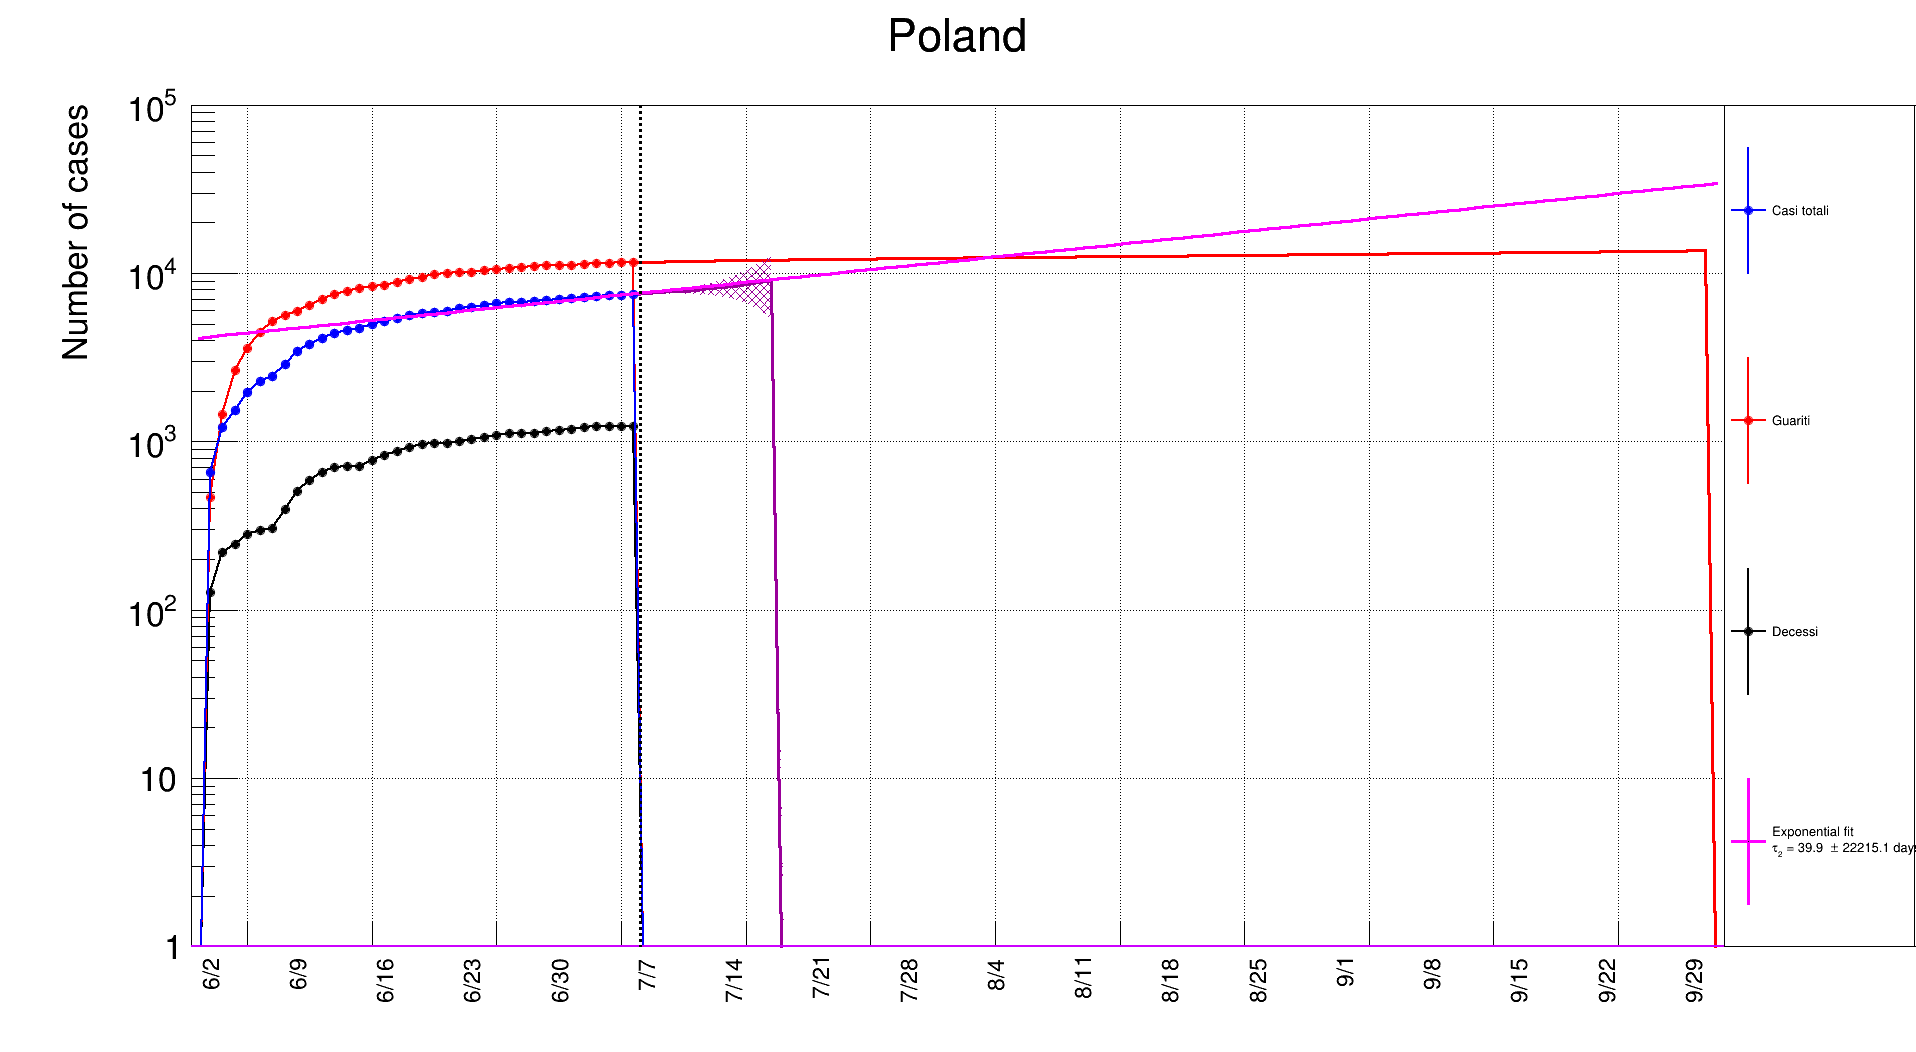 Poland
Number of cases
10^5
10^4
10^3
10^2
10
1
6/2 6/9 6/16 6/23 6/30 7/7 7/14 7/21 7/28 8/4 8/11 8/18 8/25 9/1 9/8 9/15 9/22 9/29
Casi totali
Guariti
Decessi
Exponential fit
τ_2 = 39.9 ± 22215.1 days